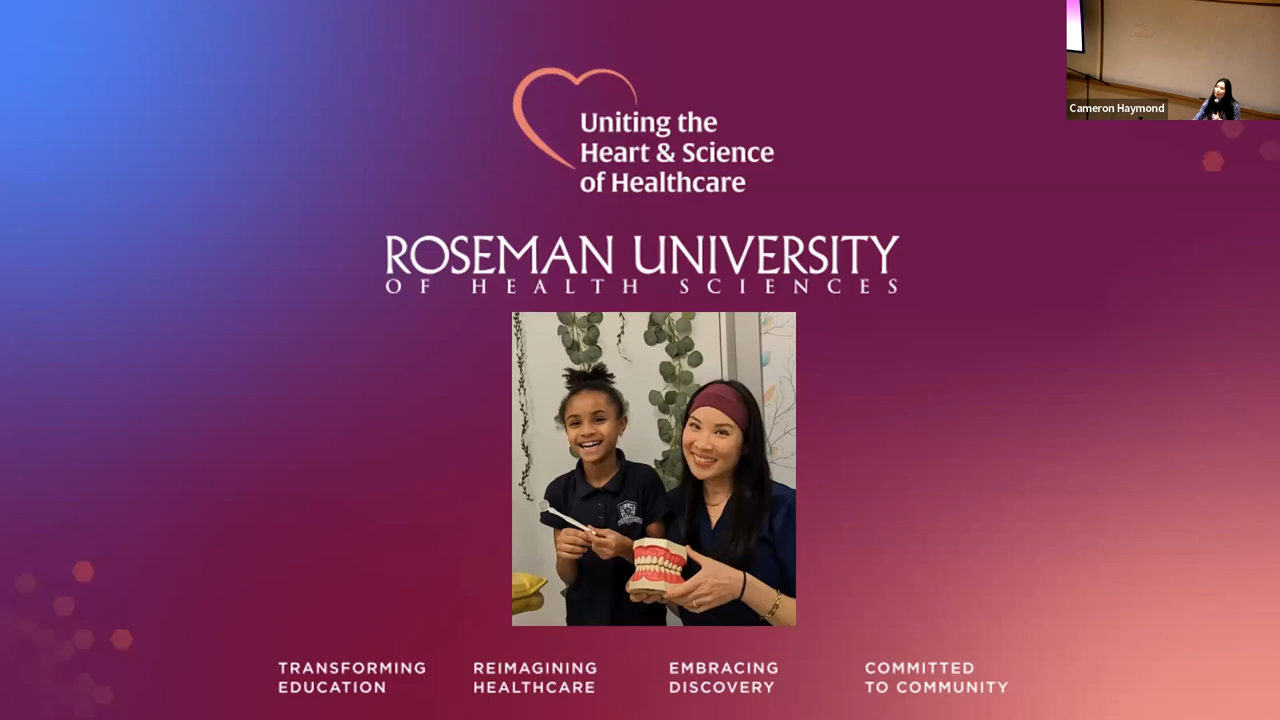 Cameron Haymond
Uniting the
Heart & Science
of Healthcare
ROSEMAN UNIVERSITY
OF HEALTH SCIENCES
TRANSFORMING
EDUCATION
REIMAGINING
HEALTHCARE
EMBRACING
DISCOVERY
COMMITTED
TO COMMUNITY